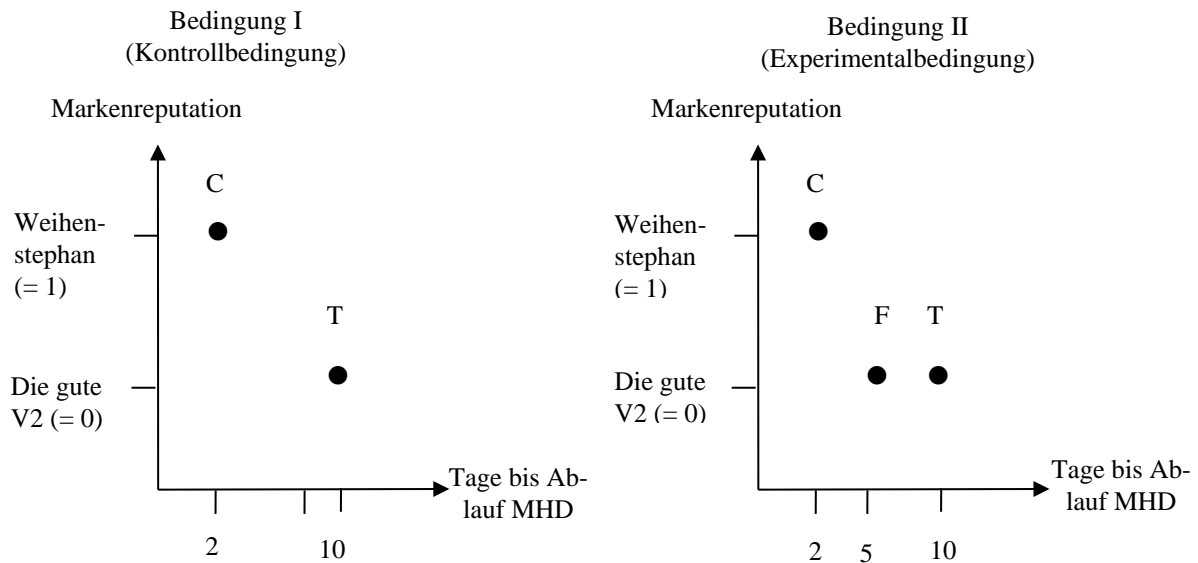 Bedingung I
(Kontrollbedingung)
Markenreputation
C
Weihen-
stephan
(= 1)
T
Die gute
V2 (= 0)
Tage bis Ab-
lauf MHD
2
10
Bedingung II
(Experimentalbedingung)
Markenreputation
C
Weihen-
stephan
(= 1)
F
T
Die gute
V2 (= 0)
Tage bis Ab-
lauf MHD
2
5
10